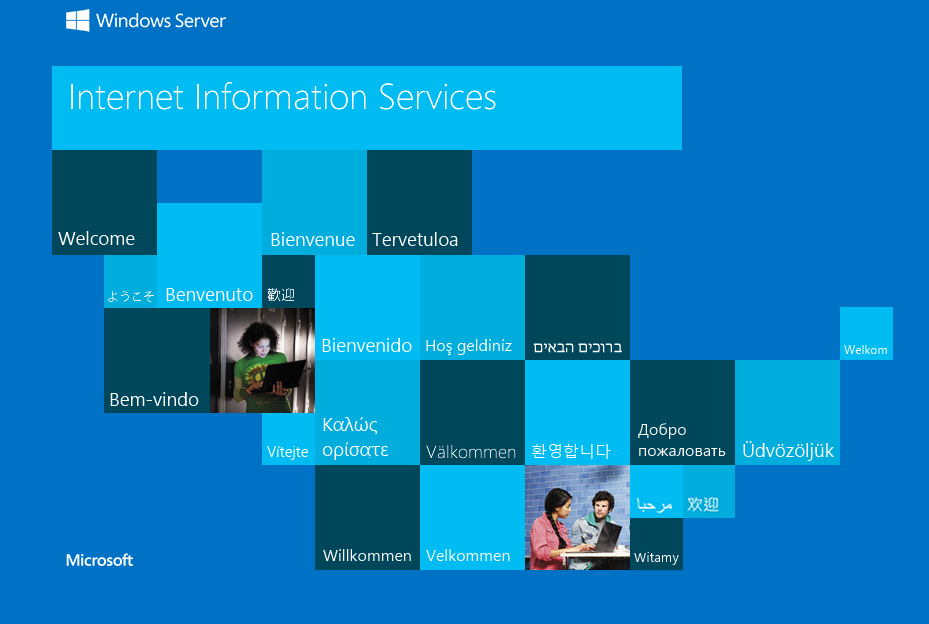 Windows Server
Internet Information Services
Welcome
Bienvenue
Tervetuloa
ようこそ
Benvenuto
歡迎
Bienvenido
Hoş geldiniz
ברוכים הבאים
Welkom
Bem-vindo
Vítejte
Καλώς
ορίσατε
Välkommen
환영합니다
Добро
пожаловать
Üdvözöljük
مرحبا
欢迎
Willkommen
Velkommen
Witamy
Microsoft